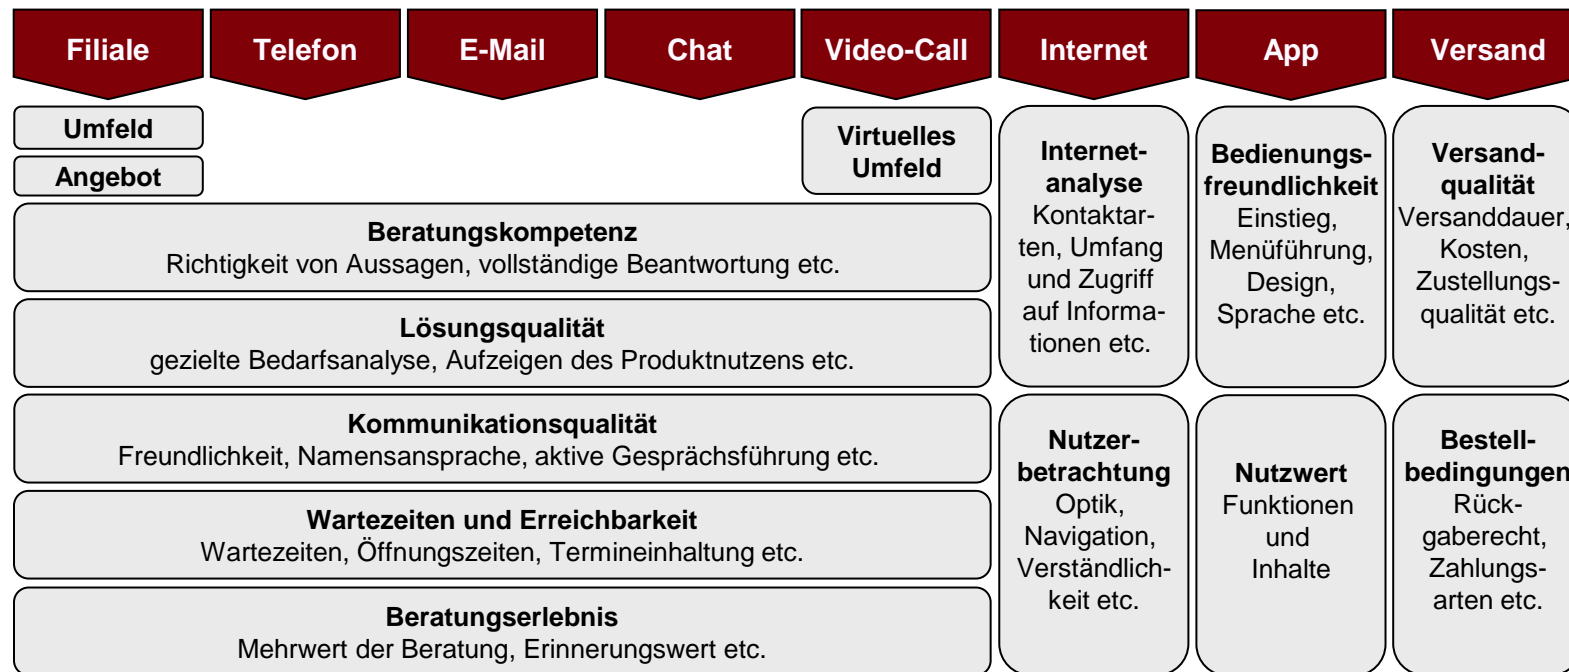 Filiale
Telefon
E-Mail
Chat
Video-Call
Internet
App
Versand
Umfeld
Angebot
Virtuelles
Umfeld
Beratungskompetenz
Richtigkeit von Aussagen, vollständige Beantwortung etc.
Lösungsqualität
gezielte Bedarfsanalyse, Aufzeigen des Produktnutzens etc.
Kommunikationsqualität
Freundlichkeit, Namensansprache, aktive Gesprächsführung etc.
Wartezeiten und Erreichbarkeit
Wartezeiten, Öffnungszeiten, Termineinhaltung etc.
Beratungserlebnis
Mehrwert der Beratung, Erinnerungswert etc.
Internet-
analyse
Kontaktar-
ten, Umfang
und Zugriff
auf Informa-
tionen etc.
Nutzer-
betrachtung
Optik,
Navigation,
Verständlich-
keit etc.
Bedienungs-
freundlichkeit
Einstieg,
Menüführung,
Design,
Sprache etc.
Nutzwert
Funktionen
und
Inhalte
Versand-
qualität
Versanddauer,
Kosten,
Zustellungs-
qualität etc.
Bestell-
bedingungen
Rück-
gaberecht,
Zahlungs-
arten etc.